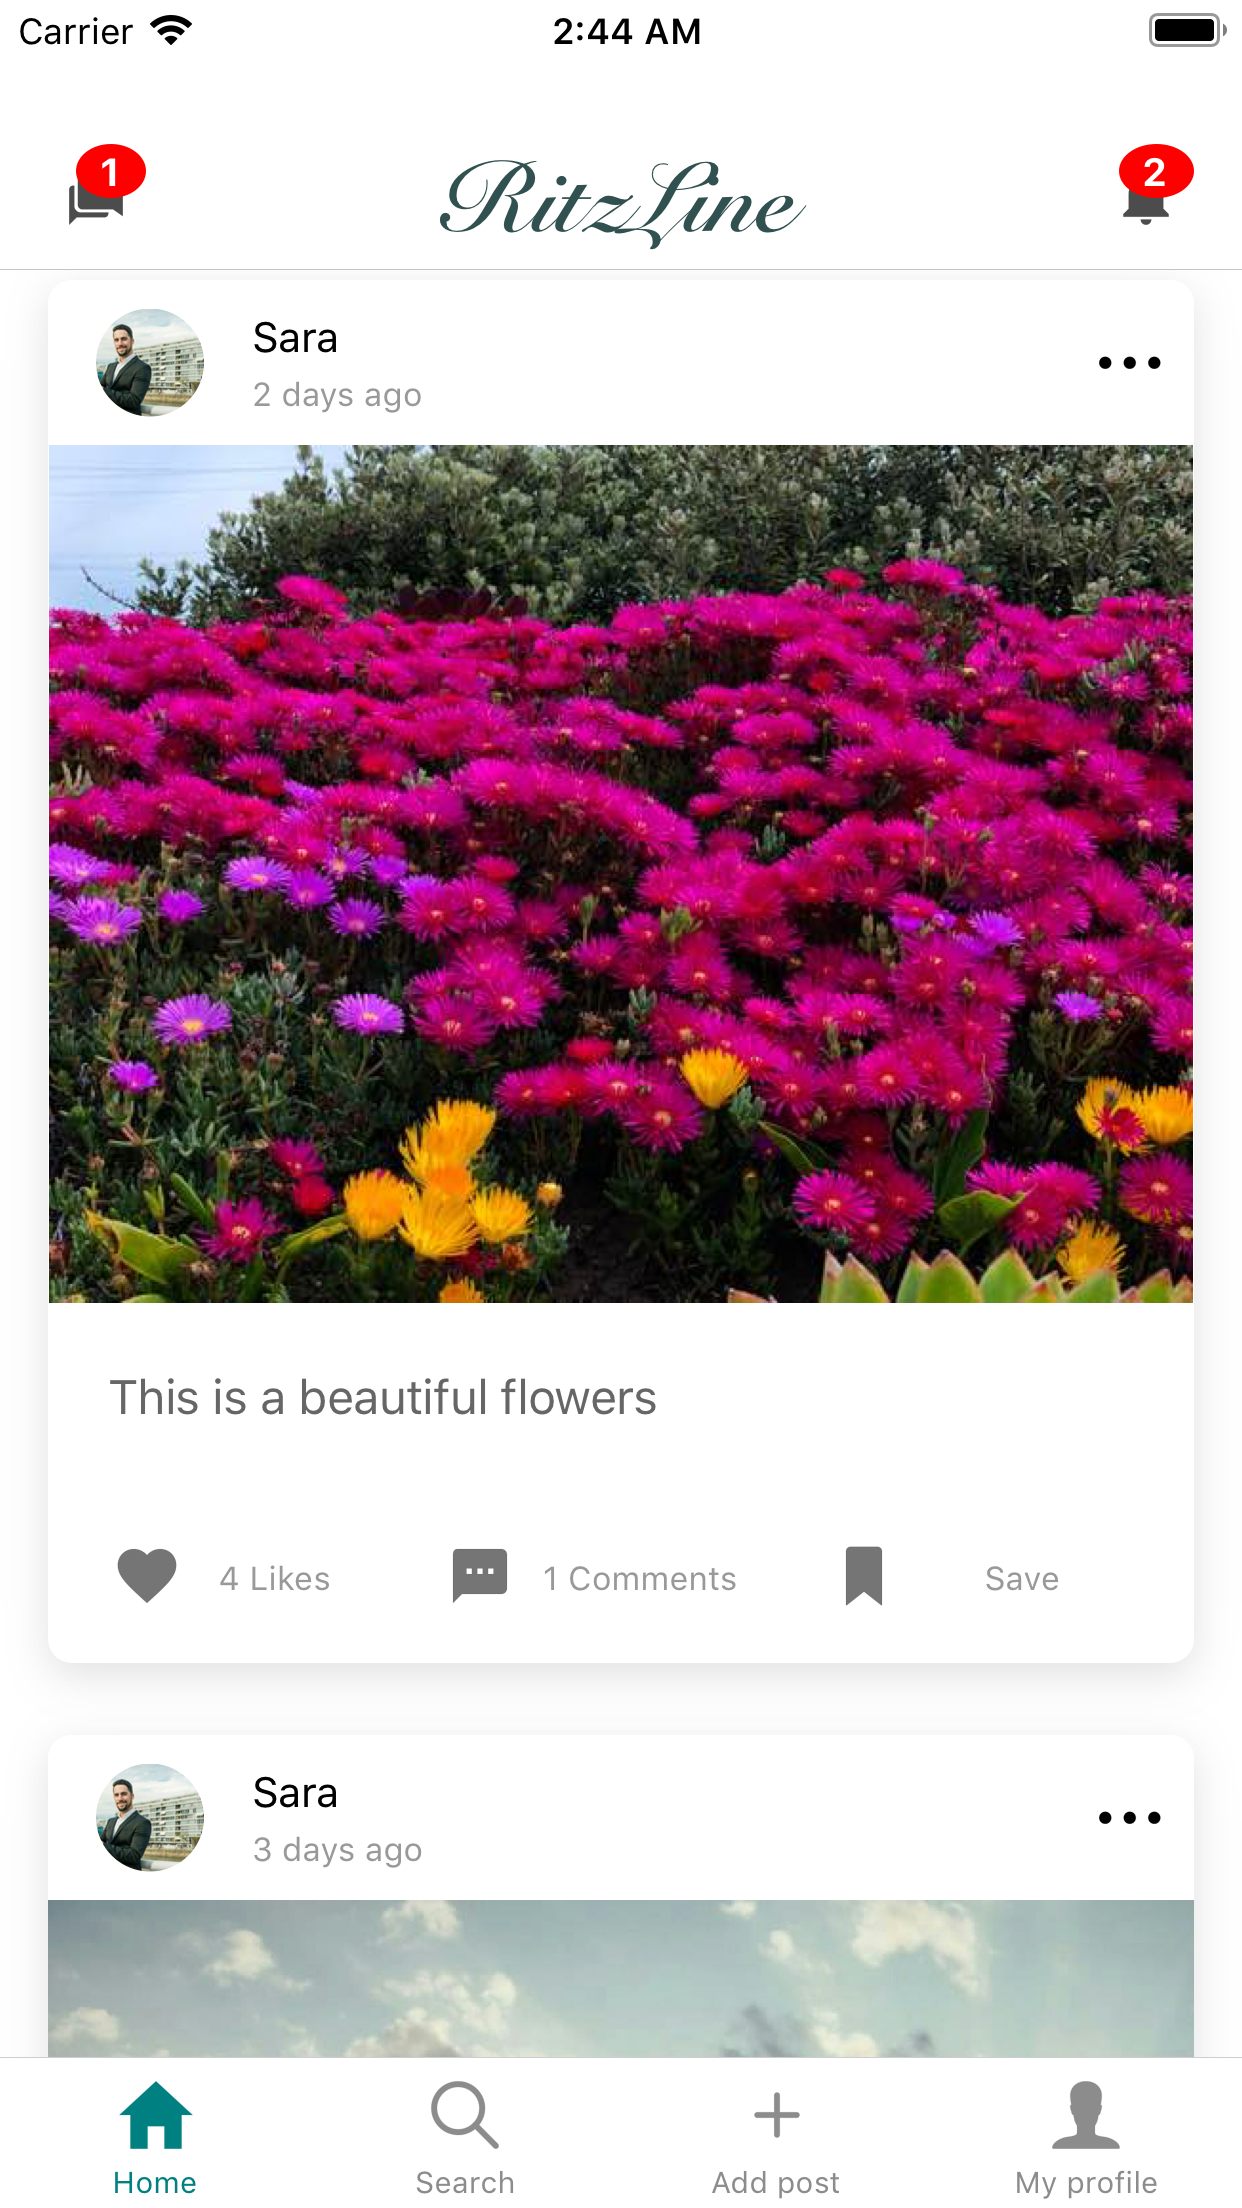 Carrier 2:44 AM
1 RitzLine 2
Sara
2 days ago
This is a beautiful flowers
4 Likes 1 Comments Save
Sara
3 days ago
Home Search Add post My profile